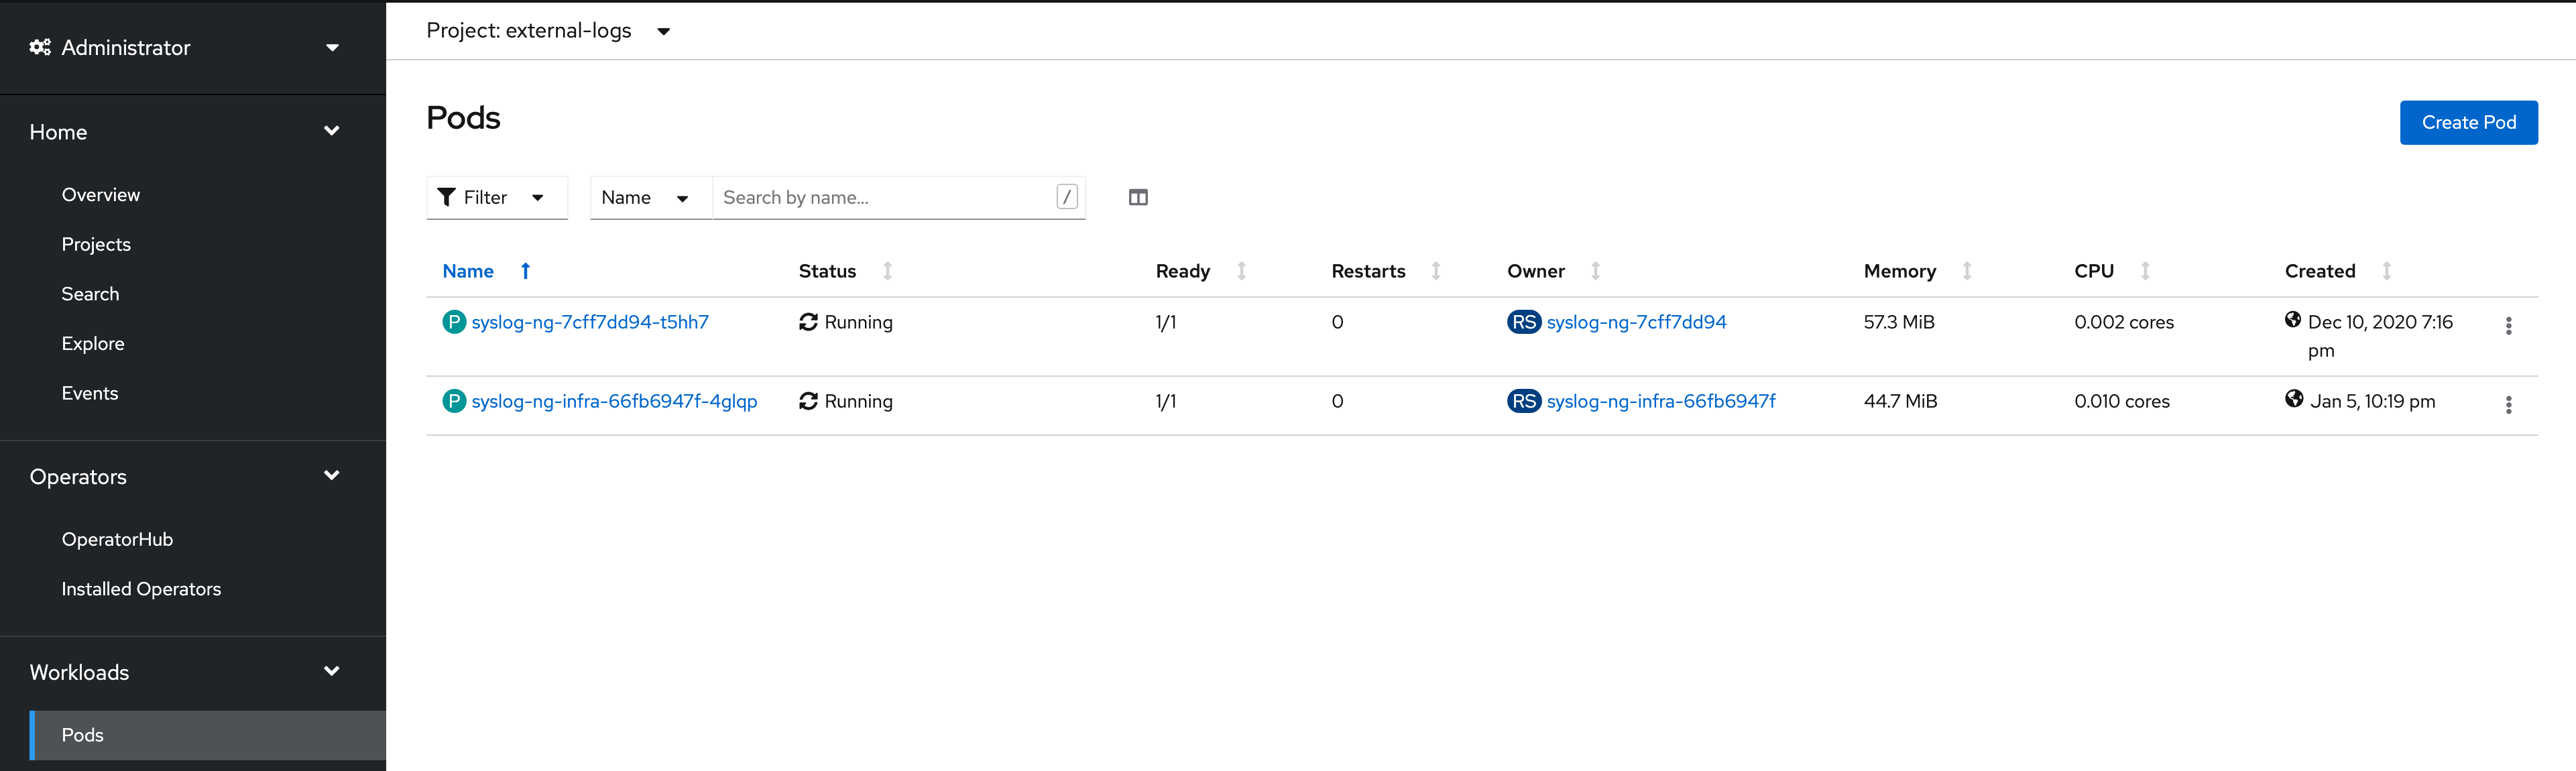 Administrator
Home
Overview
Projects
Search
Explore
Events
Operators
OperatorHub
Installed Operators
Workloads
Pods
Project: external-logs
Pods
Create Pod
Filter Name Search by name... /
Name Status Ready Restarts Owner Memory CPU Created
P syslog-ng-7cff7dd94-t5hh7 Running 1/1 0 RS syslog-ng-7cff7dd94 57.3 MiB 0.002 cores Dec 10, 2020 7:16
pm
P syslog-ng-infra-66fb6947f-4glqp Running 1/1 0 RS syslog-ng-infra-66fb6947f 44.7 MiB 0.010 cores Jan 5, 10:19 pm